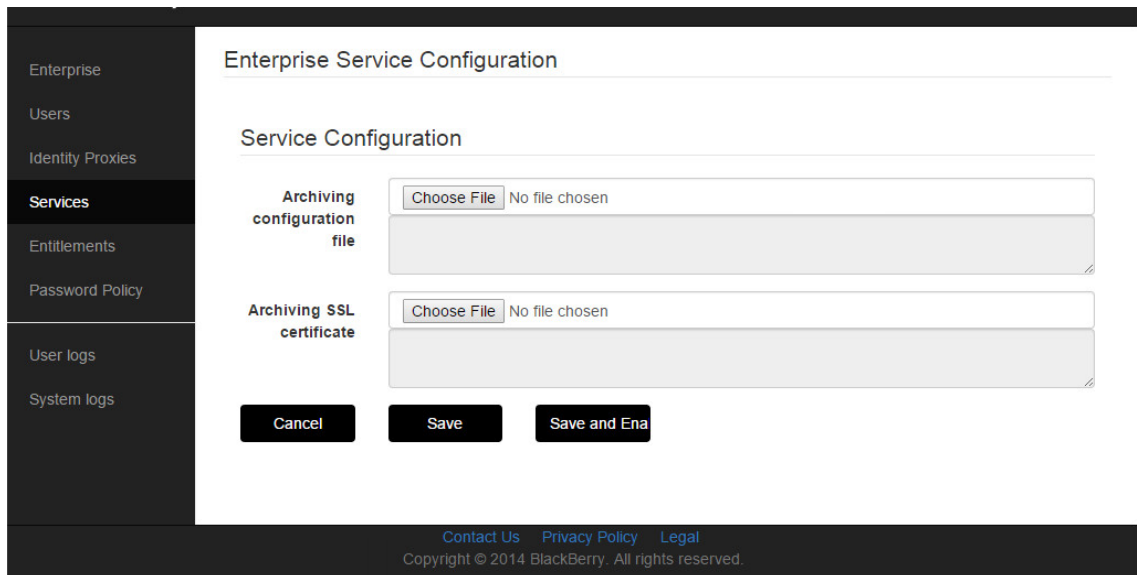 Enterprise Service Configuration
Enterprise
Users
Identity Proxies
Services
Entitlements
Password Policy
User logs
System logs
Service Configuration
Archiving
configuration
file
Choose File No file chosen
Archiving SSL
certificate
Choose File No file chosen
Cancel
Save
Save and Ena
Contact Us Privacy Policy Legal
Copyright © 2014 BlackBerry. All rights reserved.